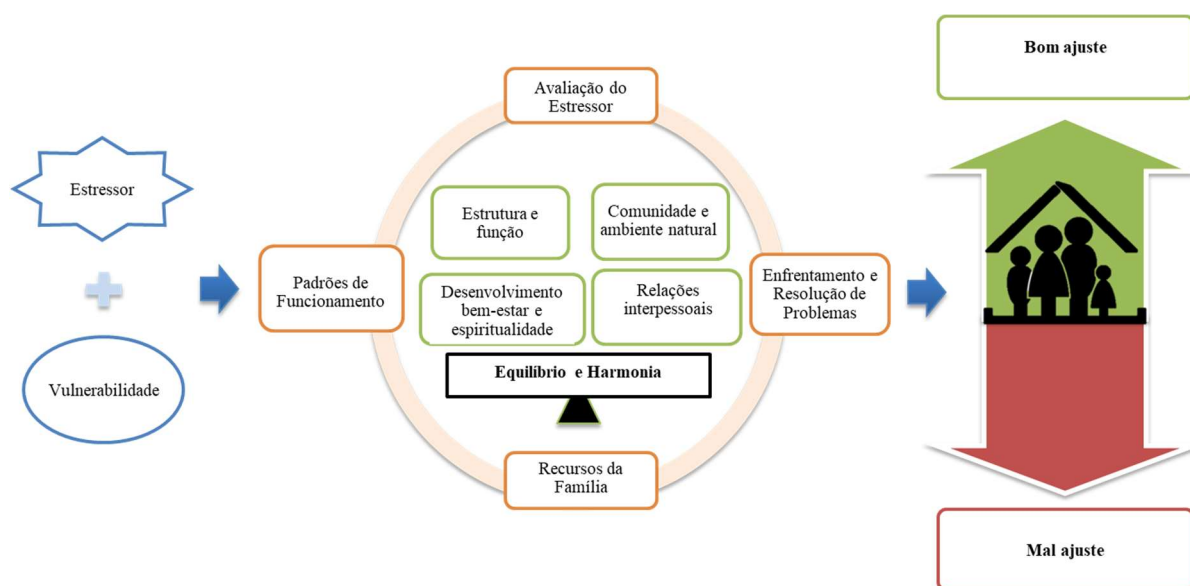 Estressor
Vulnerabilidade
Padrões de
Funcionamento
Avaliação do
Estressor
Estrutura e
função
Comunidade e
ambiente natural
Desenvolvimento
bem-estar e
espiritualidade
Relações
interpessoais
Equilíbrio e Harmonia
Recursos da
Família
Enfrentamento e
Resolução de
Problemas
Bom ajuste
Mal ajuste